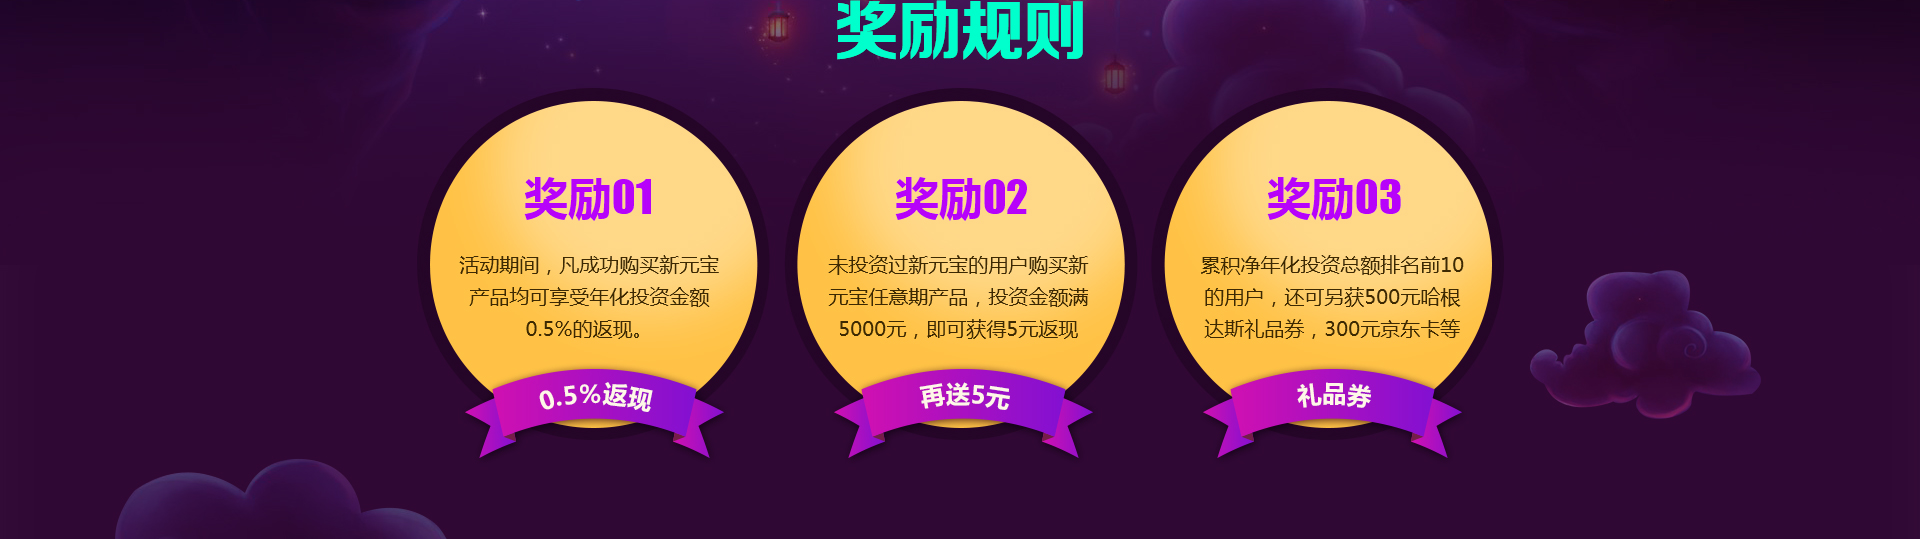 奖励规则
奖励01
活动期间，凡成功购买新元宝
产品均可享受年化投资金额
0.5%的返现。
0.5%返现
奖励02
未投资过新元宝的用户购买新
元宝任意期产品，投资金额满
5000元，即可获得5元返现
再送5元
奖励03
累积净年化投资总额排名前10
的用户，还可另获500元哈根
达斯礼品券，300元京东卡等
礼品券